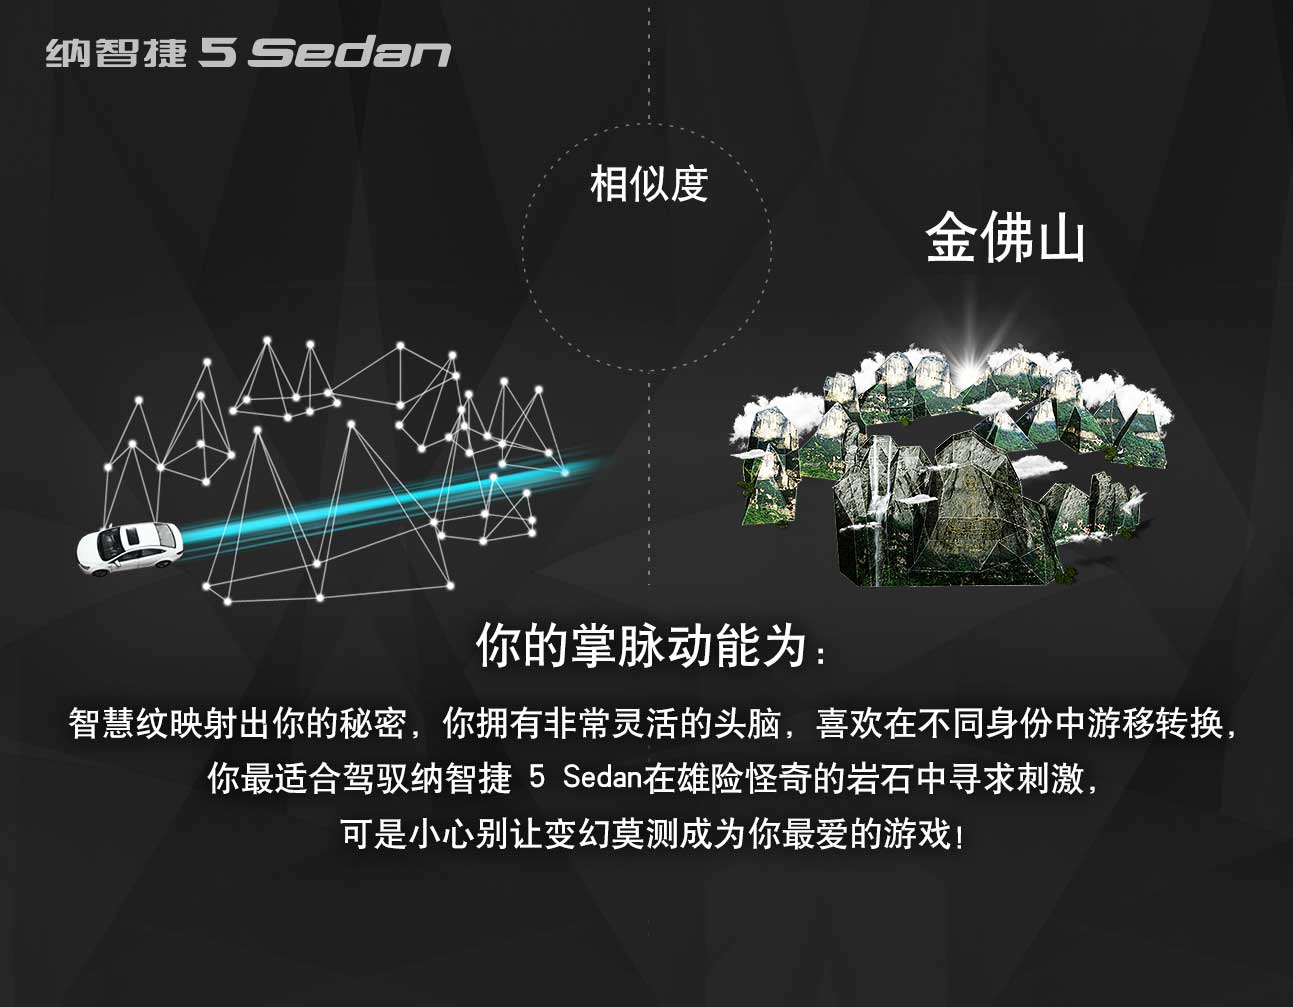 纳智捷 5 Sedan
相似度
金佛山
你的掌脉动能为：
智慧纹映射出你的秘密，你拥有非常灵活的头脑，喜欢在不同身份中游移转换，
你最适合驾驭纳智捷 5 Sedan在雄险怪奇的岩石中寻求刺激，
可是小心别让变幻莫测成为你最爱的游戏！